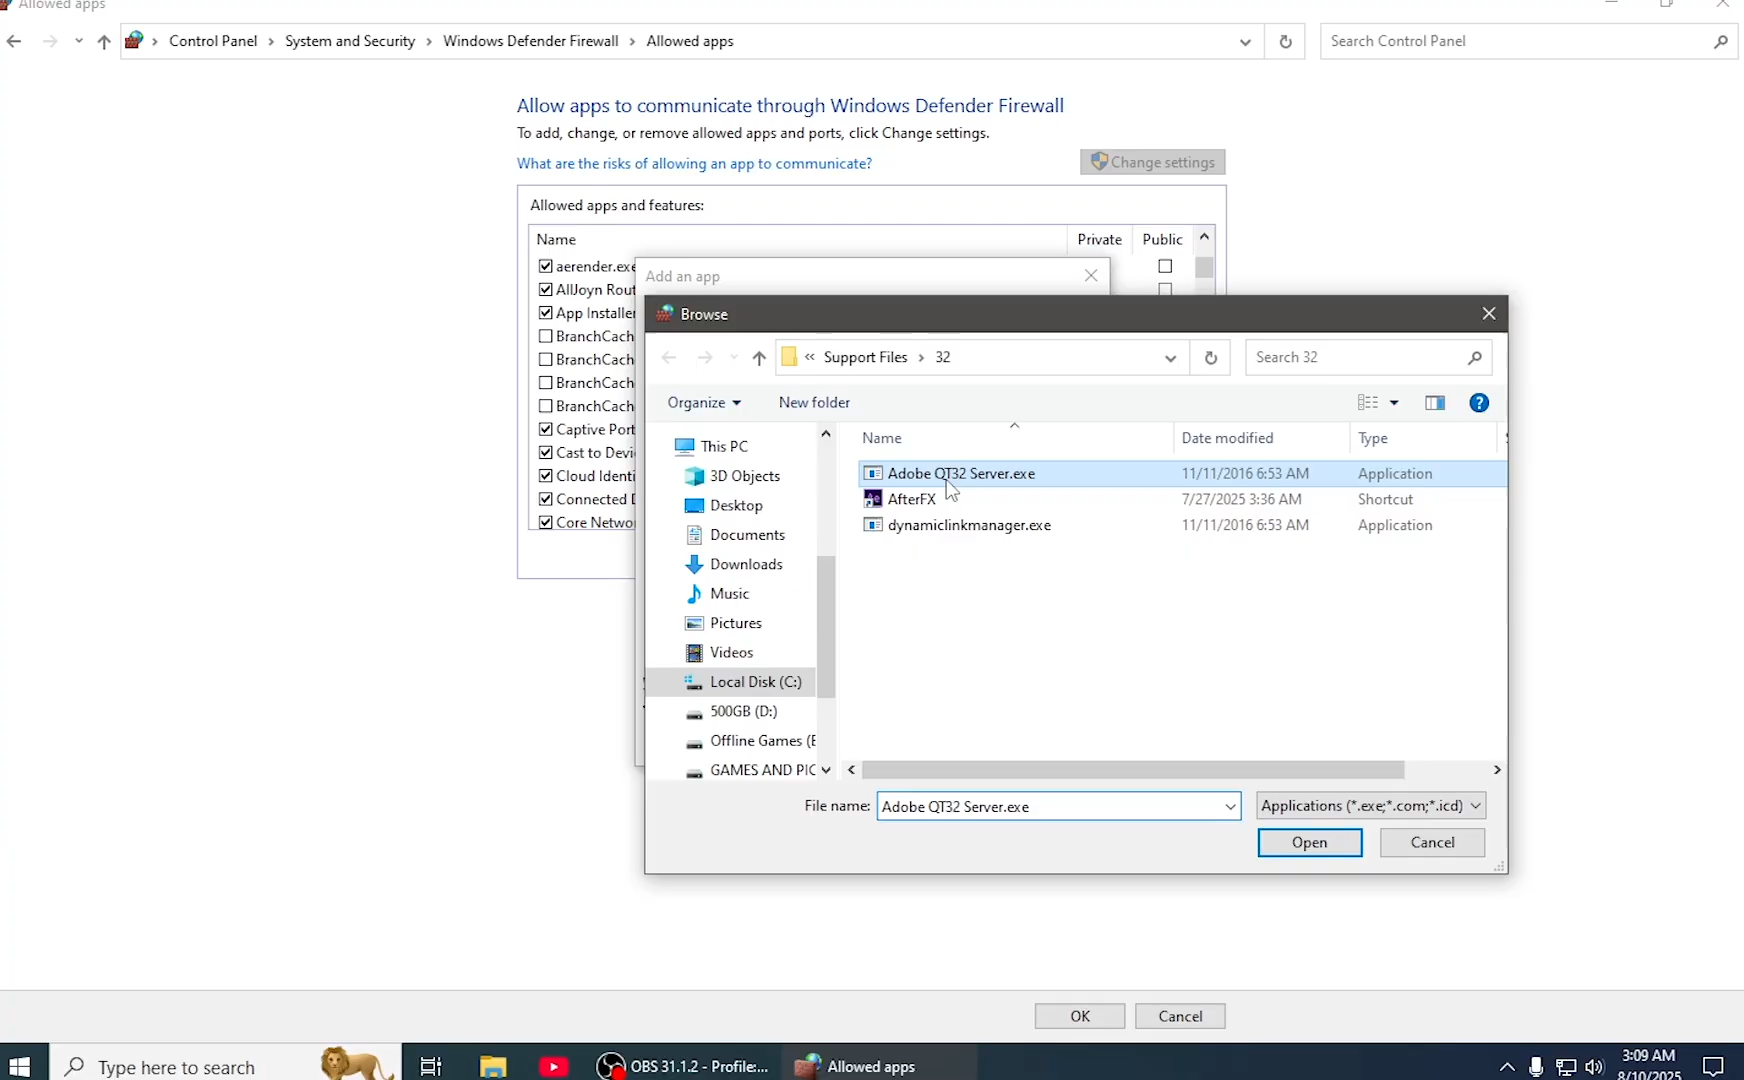 Allowed apps
Control Panel > System and Security > Windows Defender Firewall > Allowed apps
Search Control Panel
Allow apps to communicate through Windows Defender Firewall
To add, change, or remove allowed apps and ports, click Change settings.
What are the risks of allowing an app to communicate?
Change settings
Allowed apps and features:
Name Private Public
aerender.exe
AllJoyn Rout
App Installer
BranchCach
BranchCach
BranchCach
BranchCach
Captive Port
Cast to Devi
Cloud Identi
Connected D
Core Networ
Add an app
Browse
« Support Files > 32
Search 32
Organize New folder
This PC
3D Objects
Desktop
Documents
Downloads
Music
Pictures
Videos
Local Disk (C:)
500GB (D:)
Offline Games (E
GAMES AND PIC
Name Date modified Type
Adobe QT32 Server.exe 11/11/2016 6:53 AM Application
AfterFX 7/27/2025 3:36 AM Shortcut
dynamiclinkmanager.exe 11/11/2016 6:53 AM Application
File name: Adobe QT32 Server.exe Applications (*.exe;*.com;*.icd)
Open Cancel
OK Cancel
Type here to search
OBS 31.1.2 - Profile:...
Allowed apps
3:09 AM
8/10/2025